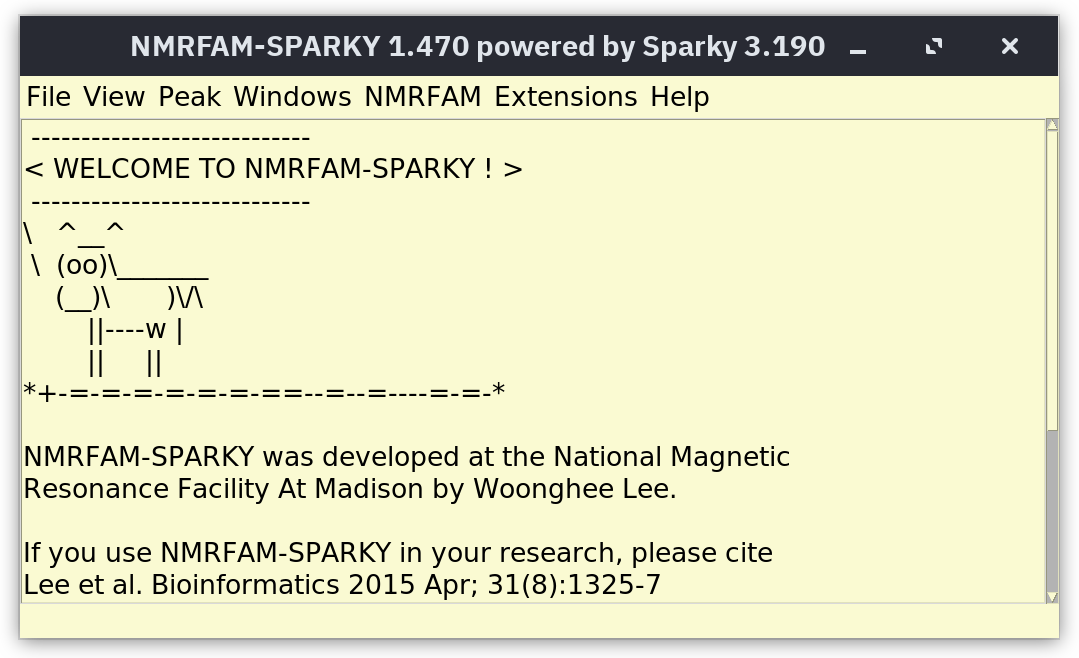 NMRFAM-SPARKY 1.470 powered by Sparky 3.190
File View Peak Windows NMRFAM Extensions Help
----------------------------
< WELCOME TO NMRFAM-SPARKY ! >
----------------------------
\   ^__^
 \  (oo)\_______
    (__)\       )\/\
        ||----w |
        ||     ||
*+-=-=-=-=-=-=-==--=--=----=-=-*
NMRFAM-SPARKY was developed at the National Magnetic
Resonance Facility At Madison by Woonghee Lee.
If you use NMRFAM-SPARKY in your research, please cite
Lee et al. Bioinformatics 2015 Apr; 31(8):1325-7